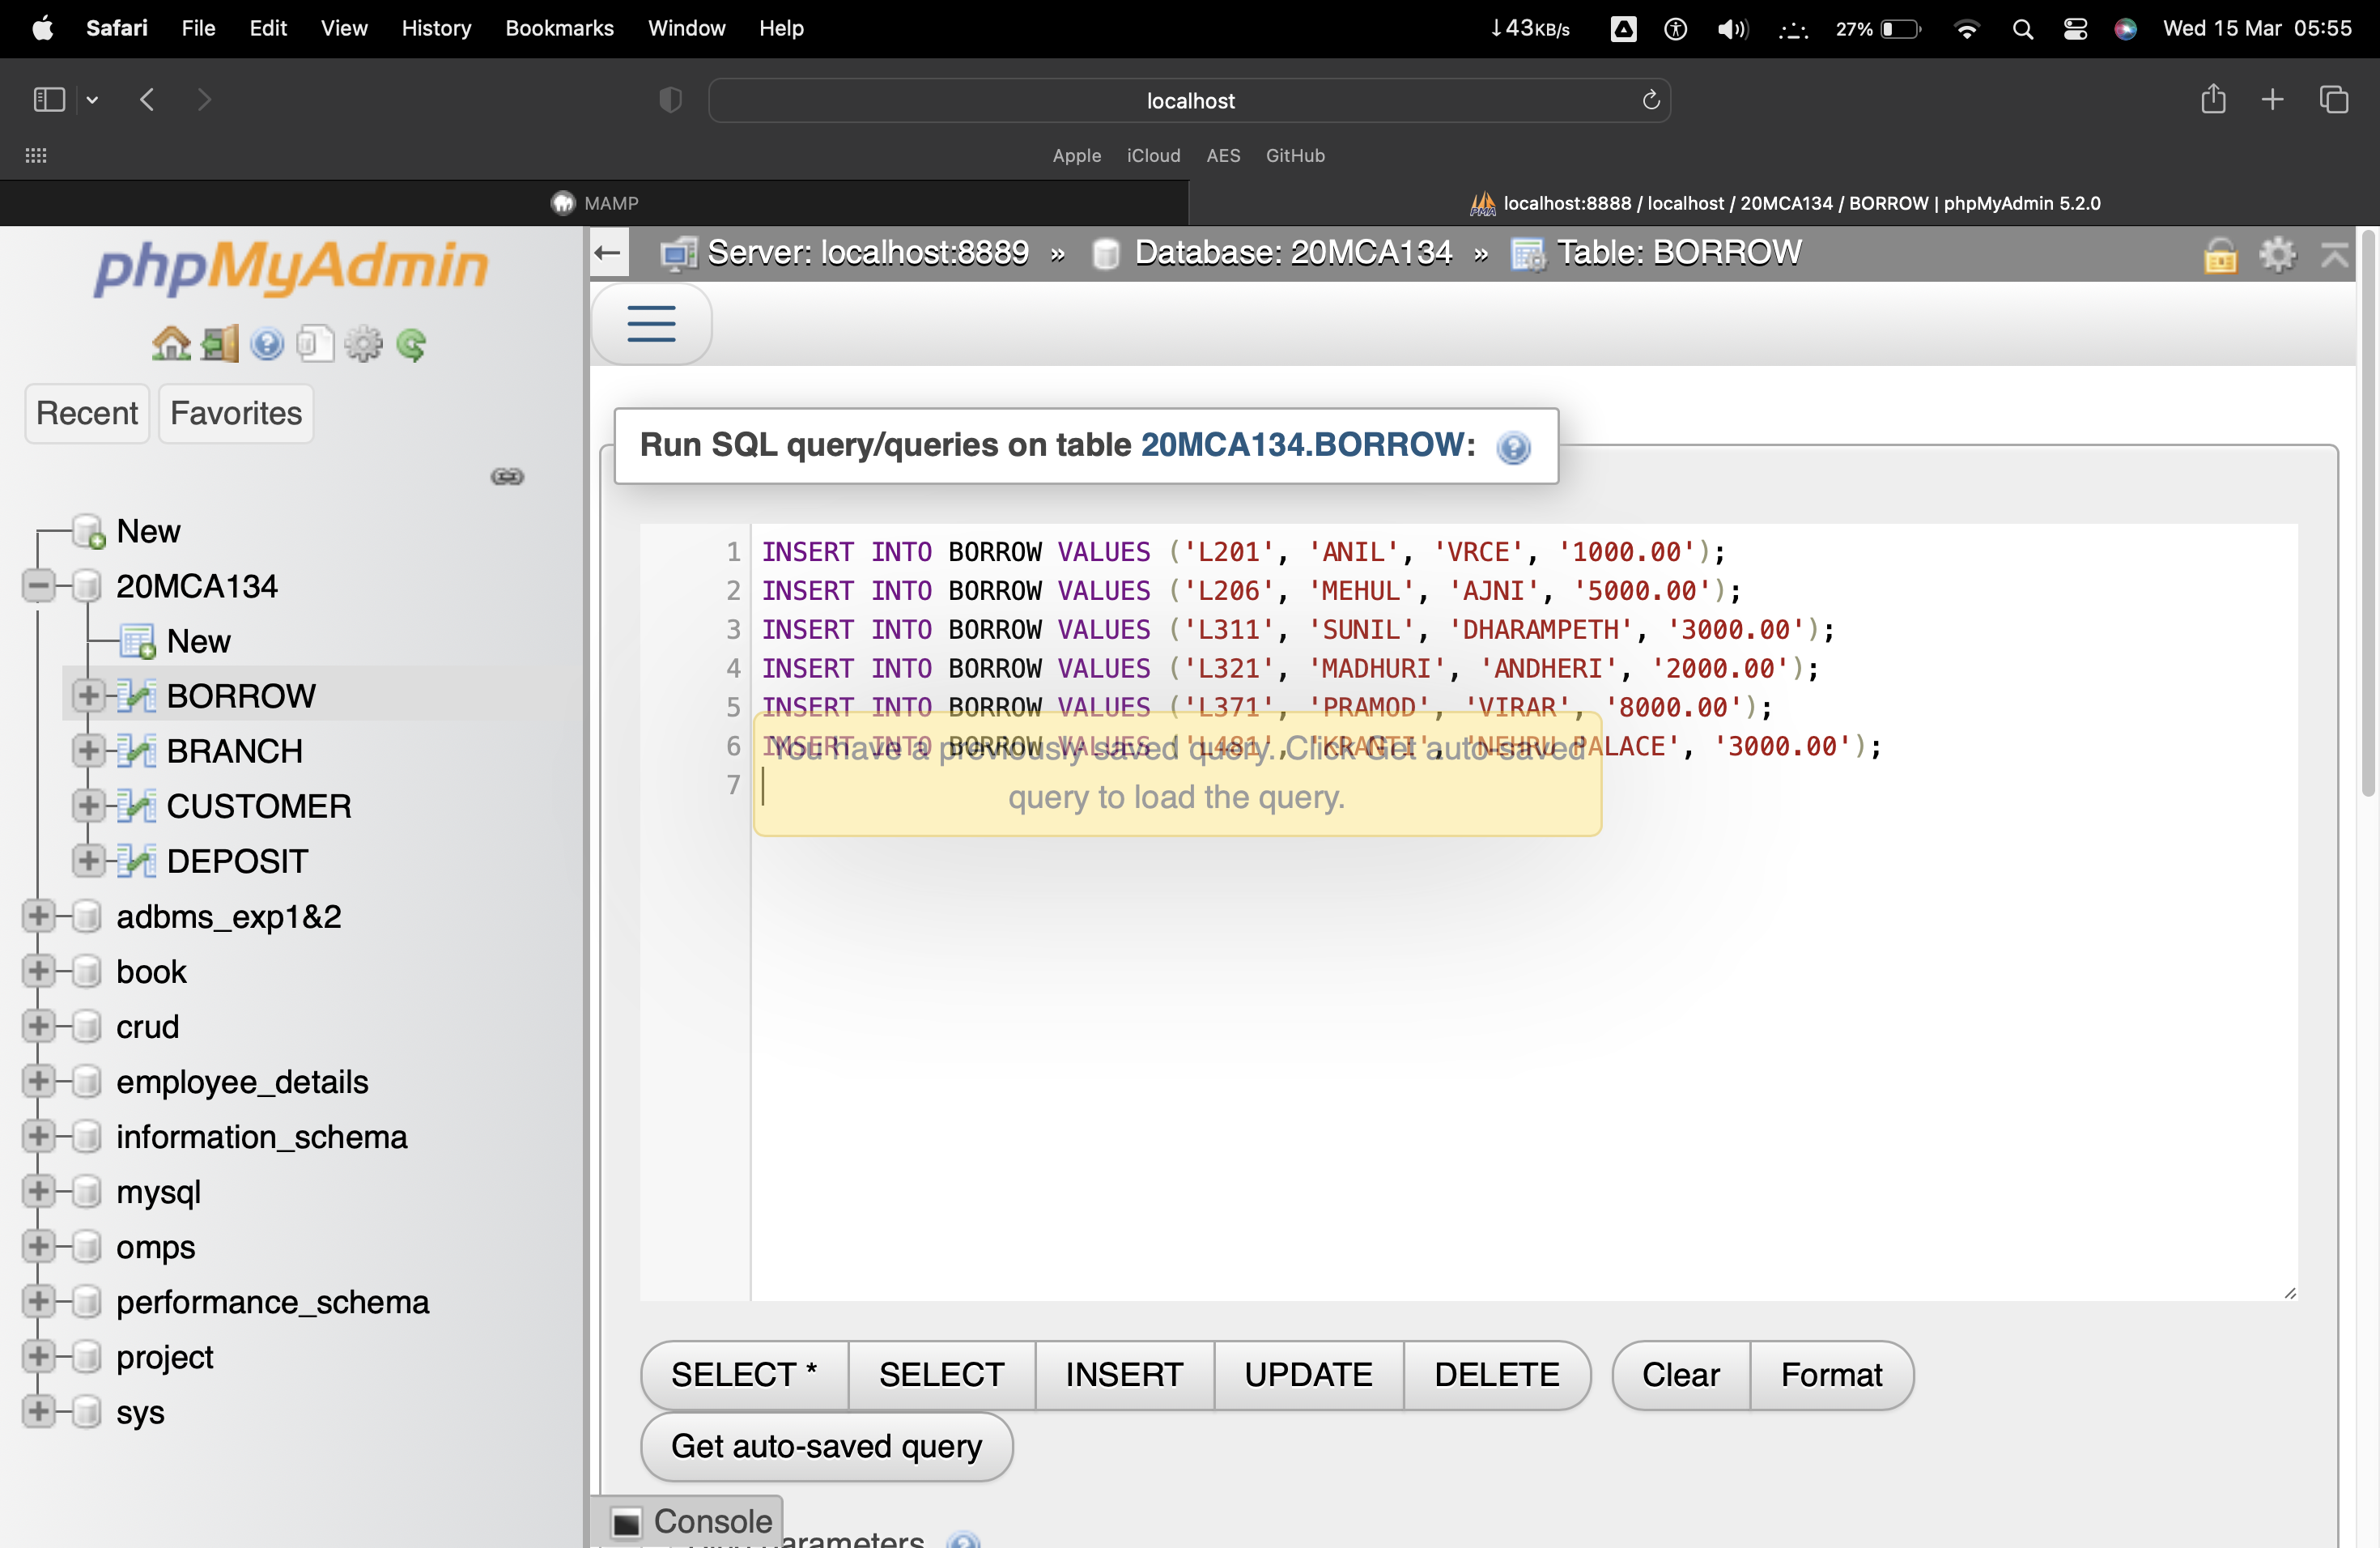 Safari File Edit View History Bookmarks Window Help ↓43KB/s 27% Wed 15 Mar 05:55
localhost
Apple iCloud AES GitHub
MAMP
localhost:8888 / localhost / 20MCA134 / BORROW | phpMyAdmin 5.2.0
phpMyAdmin
Recent Favorites
New
20MCA134
New
BORROW
BRANCH
CUSTOMER
DEPOSIT
adbms_exp1&2
book
crud
employee_details
information_schema
mysql
omps
performance_schema
project
sys
Server: localhost:8889 » Database: 20MCA134 » Table: BORROW
Run SQL query/queries on table 20MCA134.BORROW:
1 INSERT INTO BORROW VALUES ('L201', 'ANIL', 'VRCE', '1000.00');
2 INSERT INTO BORROW VALUES ('L206', 'MEHUL', 'AJNI', '5000.00');
3 INSERT INTO BORROW VALUES ('L311', 'SUNIL', 'DHARAMPETH', '3000.00');
4 INSERT INTO BORROW VALUES ('L321', 'MADHURI', 'ANDHERI', '2000.00');
5 INSERT INTO BORROW VALUES ('L371', 'PRAMOD', 'VIRAR', '8000.00');
6 INSERT INTO BORROW VALUES ('L481', 'KRANTI', 'NEHRU PALACE', '3000.00');
7
You have a previously saved query. Click Get auto-saved
query to load the query.
SELECT * SELECT INSERT UPDATE DELETE Clear Format
Get auto-saved query
Console
arameters